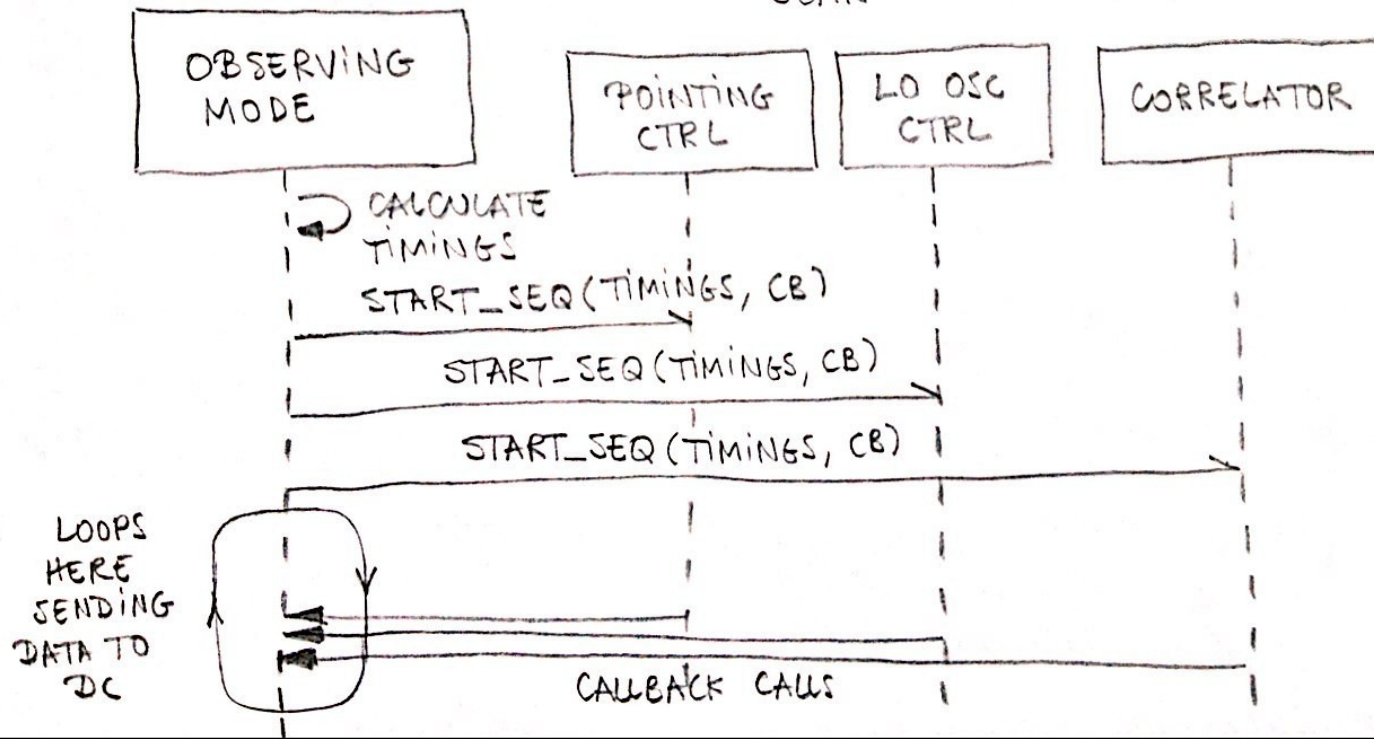 OBSERVING
MODE
POINTING
CTRL
LO OSC
CTRL
CORRELATOR
CALCULATE
TIMINGS
START_SEQ (TIMINGS, CB)
START_SEQ (TIMINGS, CB)
START_SEQ (TIMINGS, CB)
LOOPS
HERE
SENDING
DATA TO
DC
CALLBACK CALLS